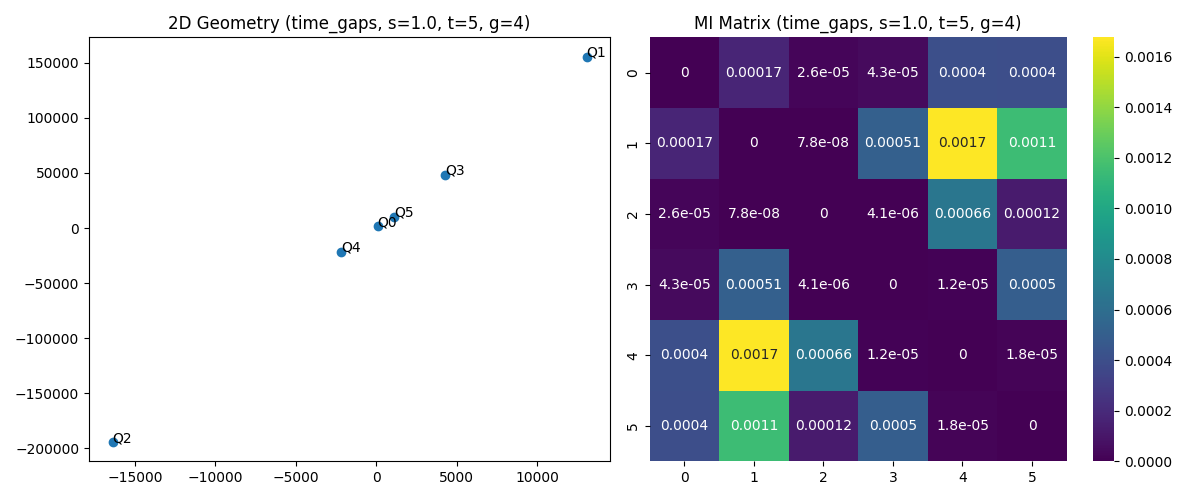 2D Geometry (time_gaps, s=1.0, t=5, g=4)
150000
100000
50000
0
−50000
−100000
−150000
−200000
−15000 −10000 −5000 0 5000 10000
Q1
Q3
Q5
Q0
Q4
Q2
MI Matrix (time_gaps, s=1.0, t=5, g=4)
0 0 0.00017 2.6e-05 4.3e-05 0.0004 0.0004
1 0.00017 0 7.8e-08 0.00051 0.0017 0.0011
2 2.6e-05 7.8e-08 0 4.1e-06 0.00066 0.00012
3 4.3e-05 0.00051 4.1e-06 0 1.2e-05 0.0005
4 0.0004 0.0017 0.00066 1.2e-05 0 1.8e-05
5 0.0004 0.0011 0.00012 0.0005 1.8e-05 0
0 1 2 3 4 5
0.0016
0.0014
0.0012
0.0010
0.0008
0.0006
0.0004
0.0002
0.0000